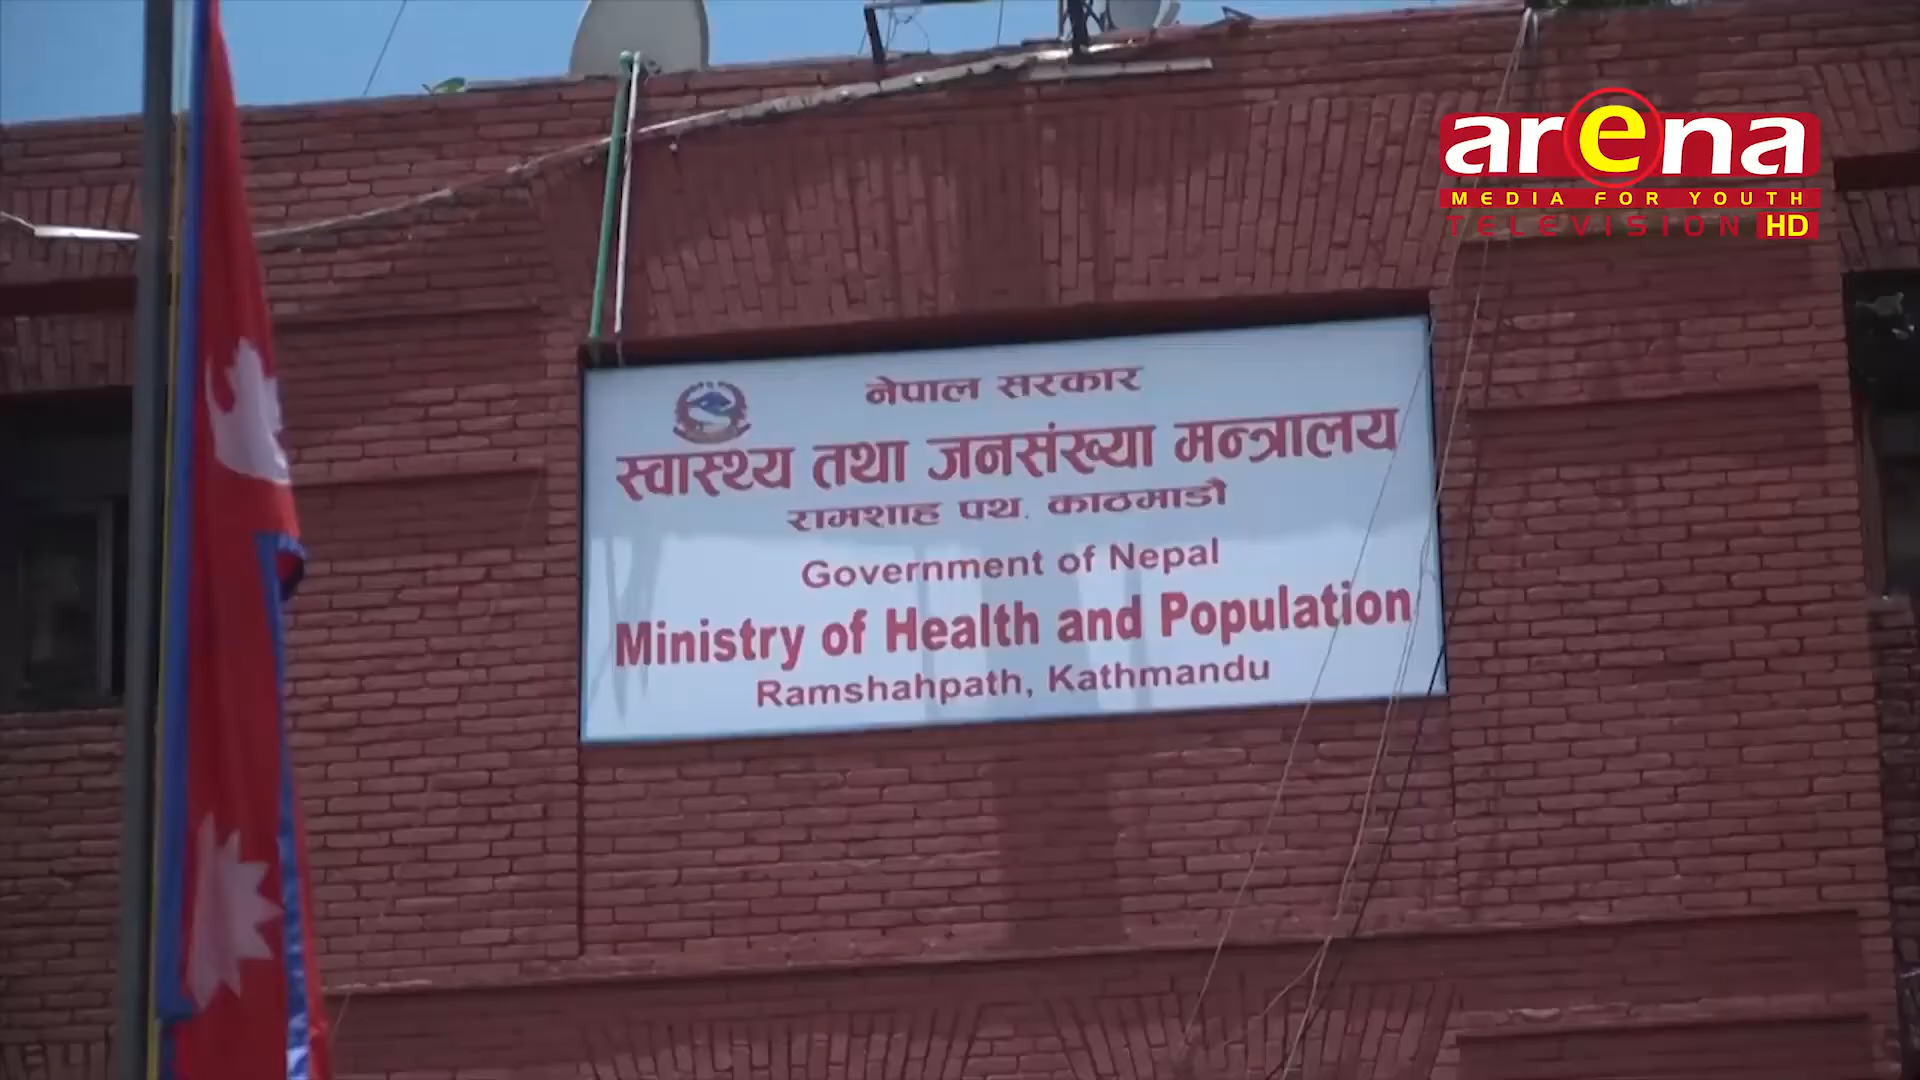 arena
MEDIA FOR YOUTH
TELEVISION HD
नेपाल सरकार
स्वास्थ्य तथा जनसंख्या मन्त्रालय
रामशाह पथ, काठमाडौं
Government of Nepal
Ministry of Health and Population
Ramshahpath, Kathmandu